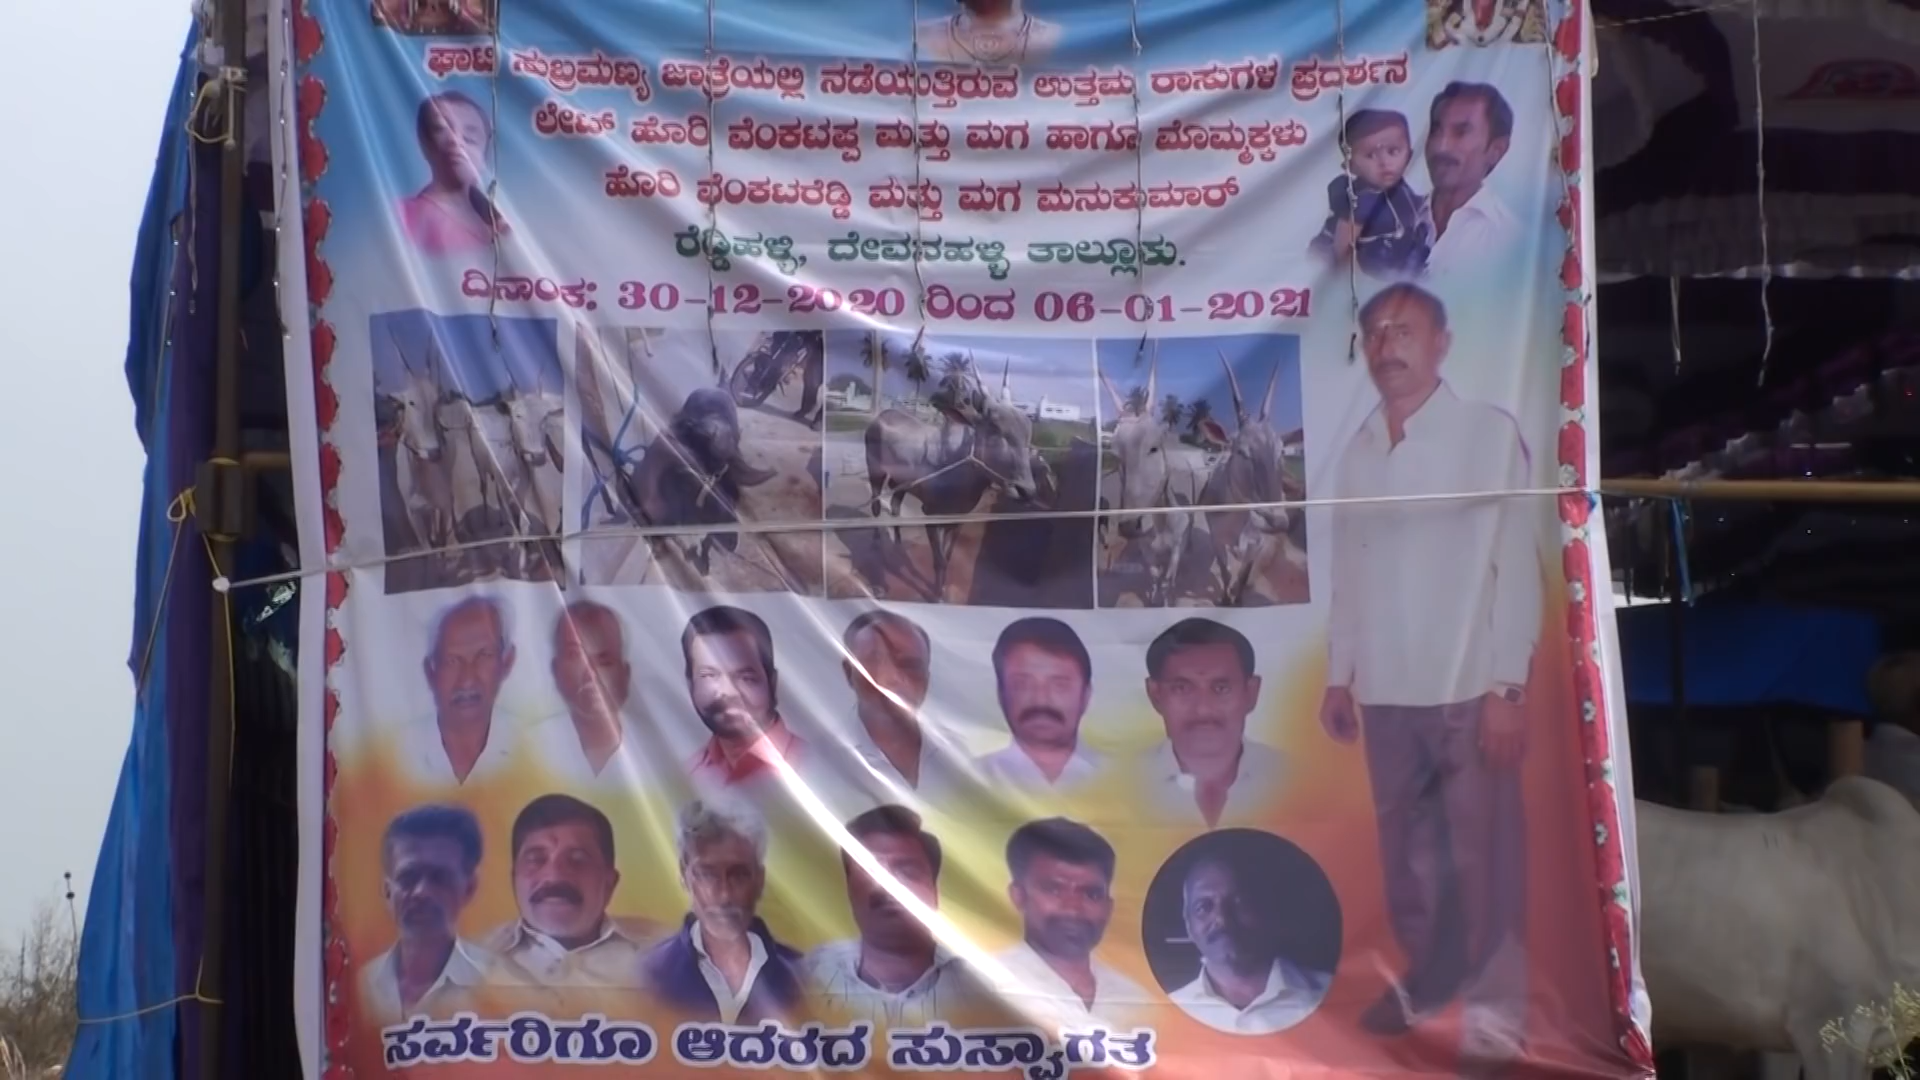 ಘಾಟಿ ಸುಬ್ರಮಣ್ಯ ಜಾತ್ರೆಯಲ್ಲಿ ನಡೆಯುತ್ತಿರುವ ಉತ್ತಮ ರಾಸುಗಳ ಪ್ರದರ್ಶನ
ಲೇಟ್ ಹೊರಿ ವೆಂಕಟಪ್ಪ ಮತ್ತು ಮಗ ಹಾಗೂ ಮೊಮ್ಮಕ್ಕಳು
ಹೊರಿ ವೆಂಕಟರೆಡ್ಡಿ ಮತ್ತು ಮಗ ಮನುಕುಮಾರ್
ರೆಡ್ಡಿಹಳ್ಳಿ, ದೇವನಹಳ್ಳಿ ತಾಲ್ಲೂಕು.
ದಿನಾಂಕ: 30-12-2020 ರಿಂದ 06-01-2021
ಸರ್ವರಿಗೂ ಆದರದ ಸುಸ್ವಾಗತ